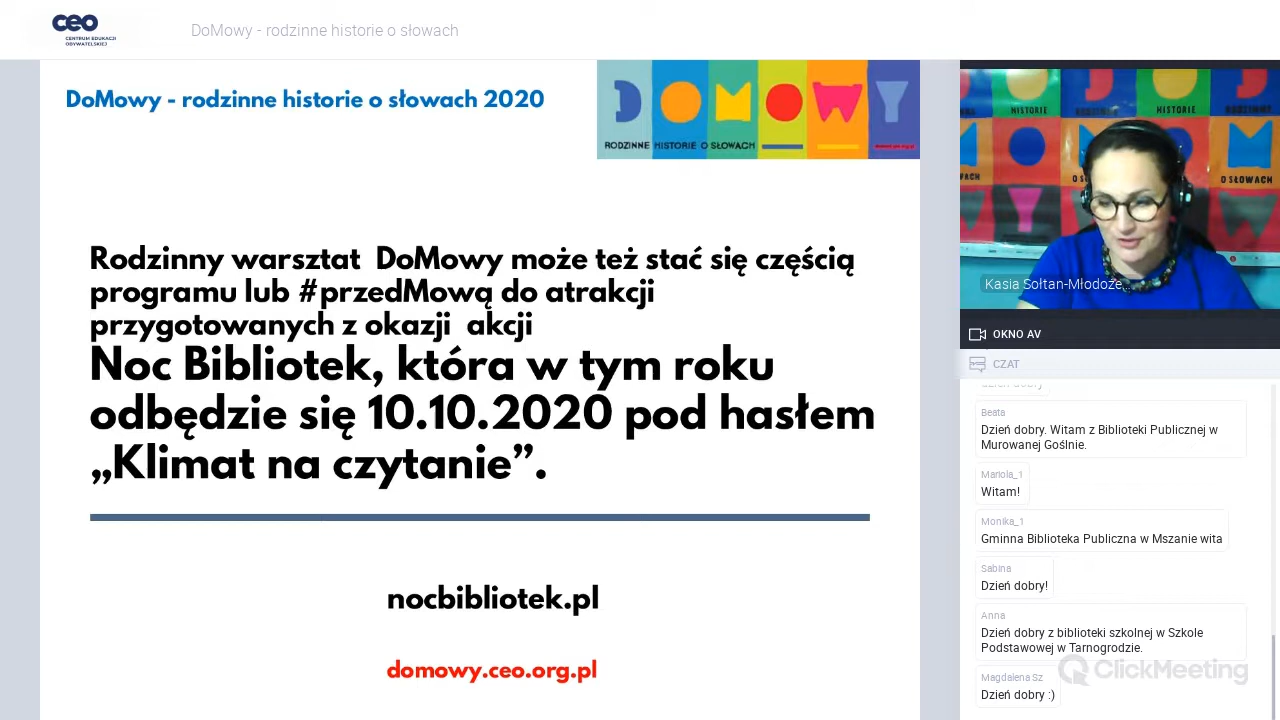 ceo
CENTRUM EDUKACJI
OBYWATELSKIEJ
DoMowy - rodzinne historie o słowach
DoMowy - rodzinne historie o słowach 2020
DOMOWY
RODZINNE HISTORIE O SŁOWACH
Rodzinny warsztat DoMowy może też stać się częścią
programu lub #przedMową do atrakcji
przygotowanych z okazji akcji
Noc Bibliotek, która w tym roku
odbędzie się 10.10.2020 pod hasłem
„Klimat na czytanie”.
nocbibliotek.pl
domowy.ceo.org.pl
HISTORIE
HISTORIE
O SŁOWACH
Kasia Sołtan-Młodoże...
OKNO AV
CZAT
Beata
Dzień dobry. Witam z Biblioteki Publicznej w
Murowanej Goślnie.
Mariola_1
Witam!
Monika_1
Gminna Biblioteka Publiczna w Mszanie wita
Sabina
Dzień dobry!
Anna
Dzień dobry z biblioteki szkolnej w Szkole
Podstawowej w Tarnogrodzie.
Magdalena Sz
Dzień dobry :)
ClickMeeting